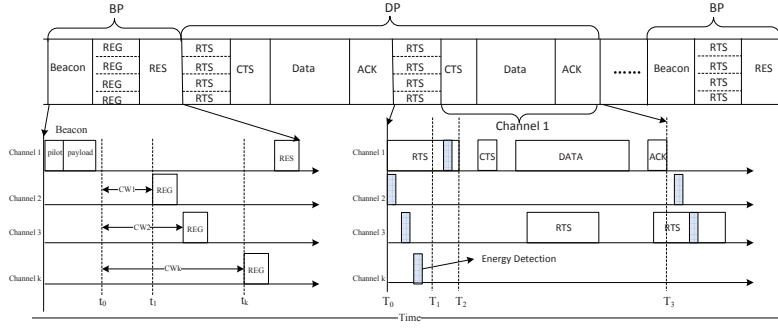 BP
DP
BP
Beacon
REG
REG
REG
REG
RES
RTS
RTS
RTS
RTS
CTS
Data
ACK
RTS
RTS
RTS
RTS
CTS
Data
ACK
......
Beacon
RTS
RTS
RTS
RTS
RES
Beacon
Channel 1
pilot
payload
RES
Channel 2
CW1
REG
Channel 3
CW2
REG
Channel k
CWk
REG
t0
t1
tk
Channel 1
Channel 1
RTS
CTS
DATA
ACK
Channel 2
Channel 3
RTS
RTS
Channel k
Energy Detection
T0
T1
T2
T3
Time